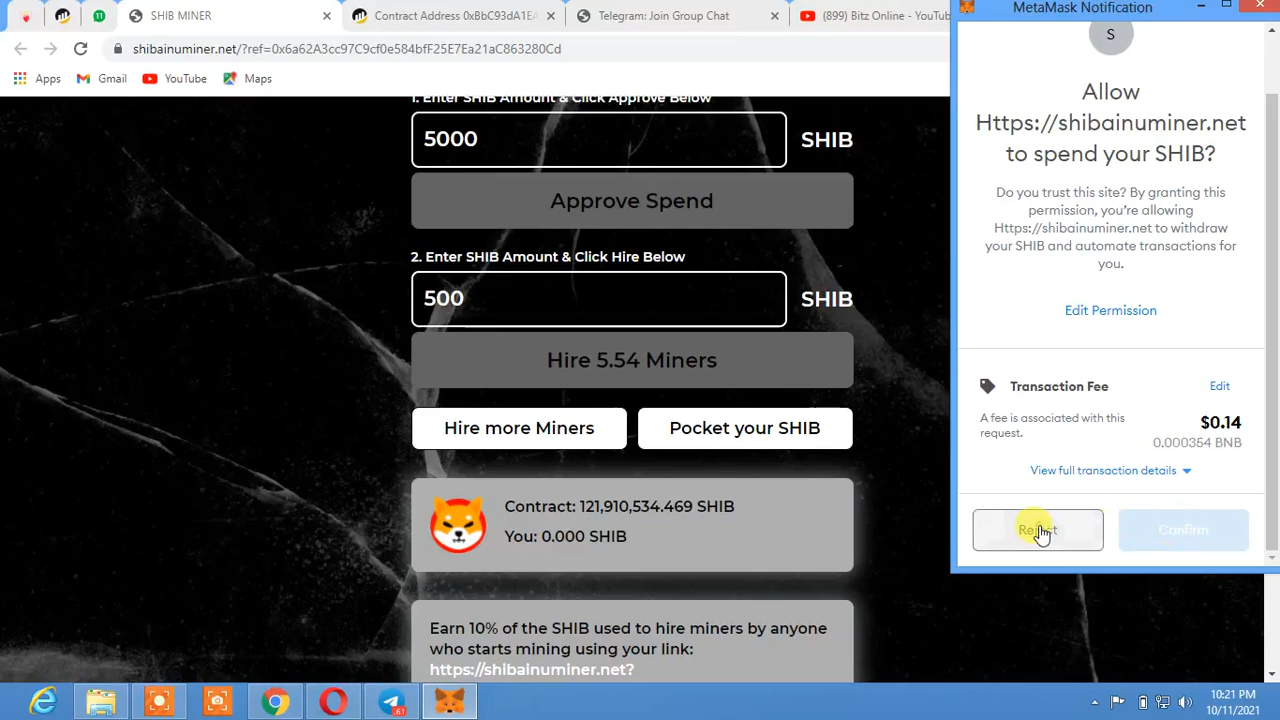 SHIB MINER
Contract Address 0x8bC93dA1EA
Telegram: Join Group Chat
(899) Bitz Online - YouTu
shibainuminer.net/?ref=0x6a62A3cc97C9cf0e584bfF25E7Ea21aC863280Cd
Apps
Gmail
YouTube
Maps
1. Enter SHIB Amount & Click Approve Below
5000
SHIB
Approve Spend
2. Enter SHIB Amount & Click Hire Below
500
SHIB
Hire 5.54 Miners
Hire more Miners
Pocket your SHIB
Contract: 121,910,534.469 SHIB
You: 0.000 SHIB
Earn 10% of the SHIB used to hire miners by anyone
who starts mining using your link:
https://shibainuminer.net?
MetaMask Notification
S
Allow
Https://shibainuminer.net
to spend your SHIB?
Do you trust this site? By granting this
permission, you're allowing
Https://shibainuminer.net to withdraw
your SHIB and automate transactions for
you.
Edit Permission
Transaction Fee
Edit
A fee is associated with this
request.
$0.14
0.000354 BNB
View full transaction details
Reject
Confirm
11
61
10:21 PM
10/11/2021